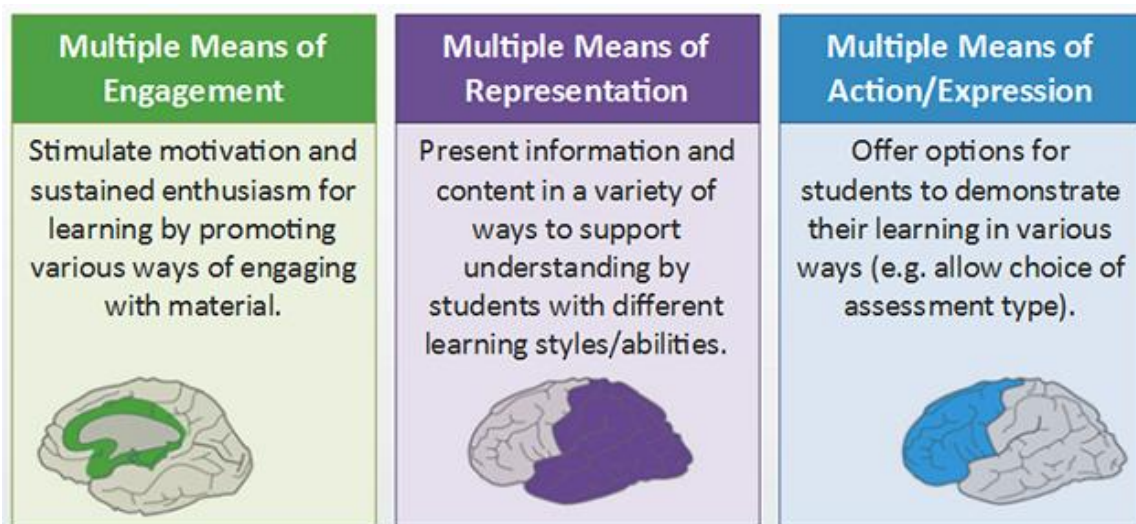 Multiple Means of
Engagement
Stimulate motivation and
sustained enthusiasm for
learning by promoting
various ways of engaging
with material.
Multiple Means of
Representation
Present information and
content in a variety of
ways to support
understanding by
students with different
learning styles/abilities.
Multiple Means of
Action/Expression
Offer options for
students to demonstrate
their learning in various
ways (e.g. allow choice of
assessment type).